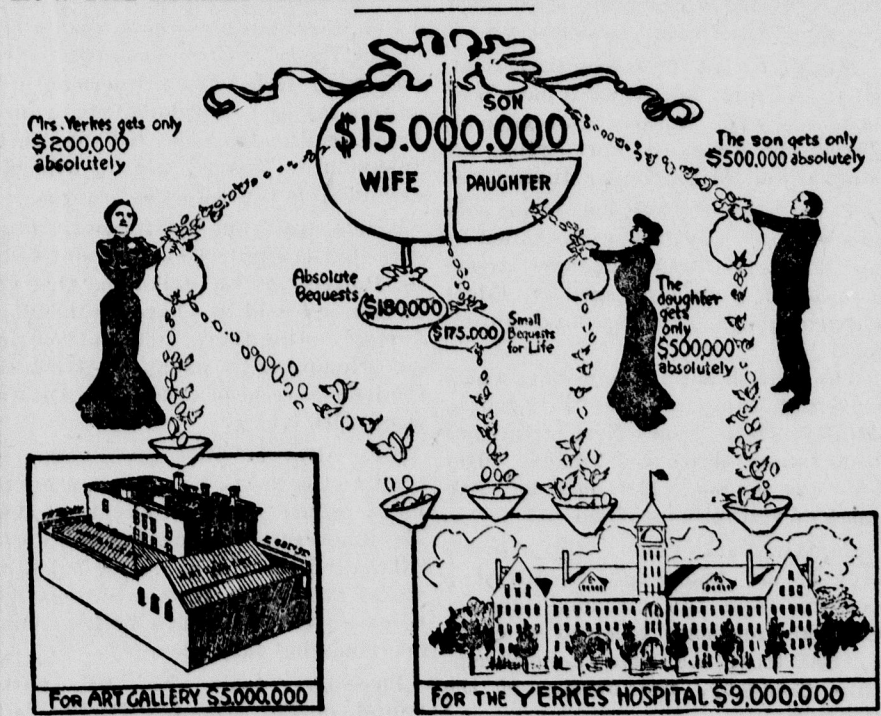 Mrs. Yerkes gets only
$200,000
absolutely
SON
$15.000.000
WIFE
DAUGHTER
The son gets only
$500,000 absolutely
Absolute
Bequests
$180,000
$175.000
Small
Bequests
for Life
The
daughter
gets
only
$500,000
absolutely
FOR ART GALLERY $5.000.000
FOR THE YERKES HOSPITAL $9,000,000